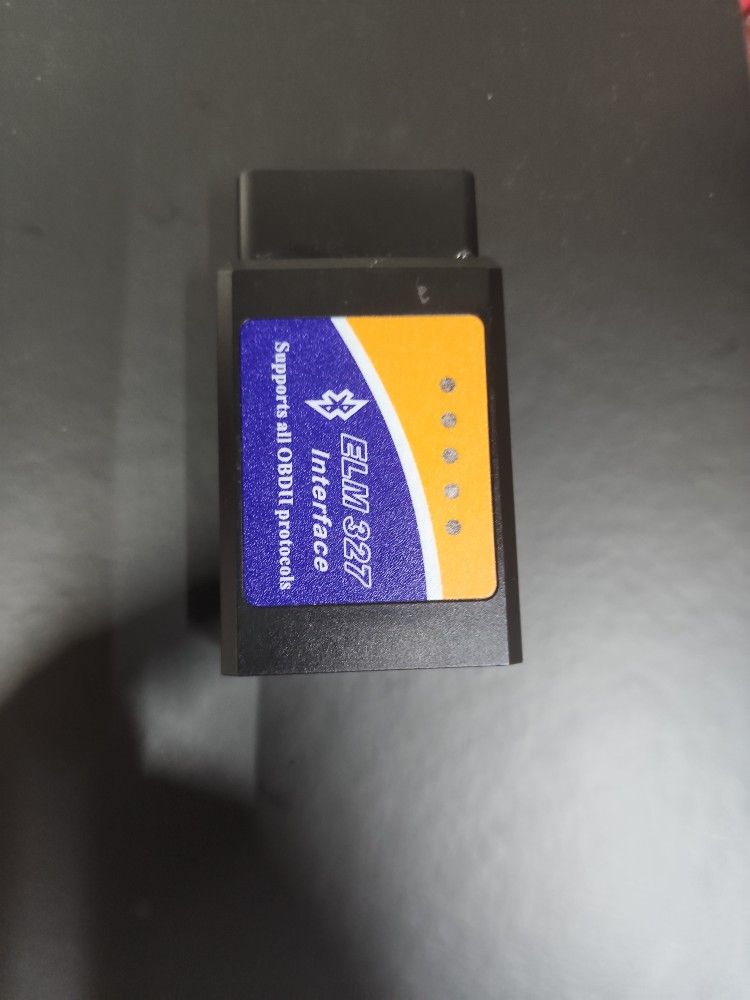 ELM 327
Interface
Supports all OBDII protocols